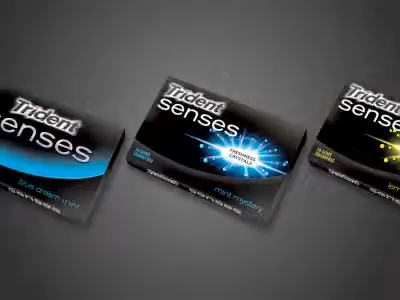 Trident
senses
blue dream mint
Trident
senses
FRESHNESS
CRYSTALS
mint mystery
Trident
senses